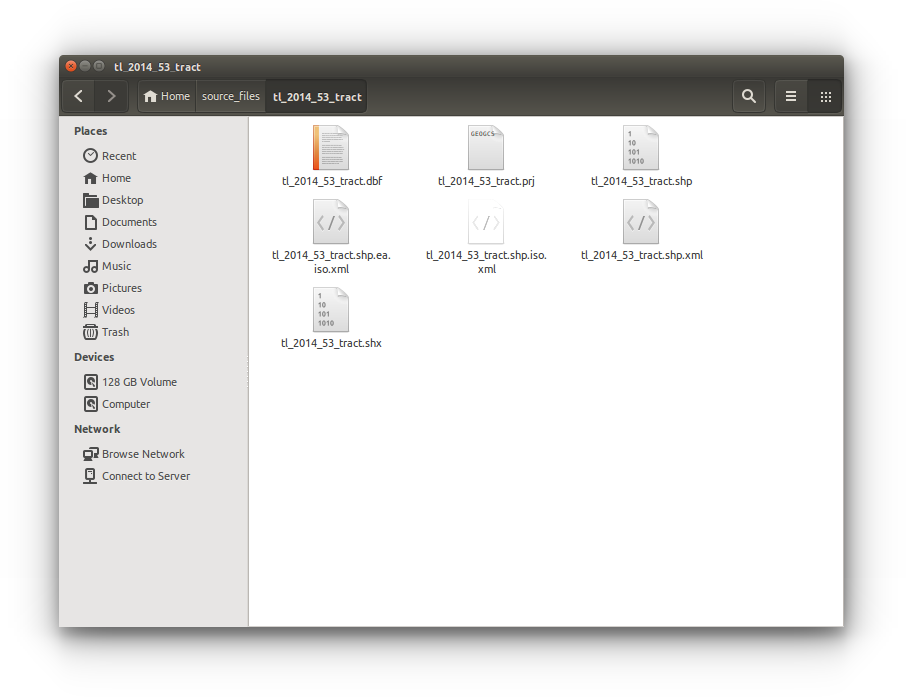 tl_2014_53_tract
Home source_files tl_2014_53_tract
Places
Recent
Home
Desktop
Documents
Downloads
Music
Pictures
Videos
Trash
Devices
128 GB Volume
Computer
Network
Browse Network
Connect to Server
GEOGCS
1
10
101
1010
tl_2014_53_tract.dbf
tl_2014_53_tract.prj
tl_2014_53_tract.shp
</>
</>
</>
tl_2014_53_tract.shp.ea.
iso.xml
tl_2014_53_tract.shp.iso.
xml
tl_2014_53_tract.shp.xml
1
10
101
1010
tl_2014_53_tract.shx